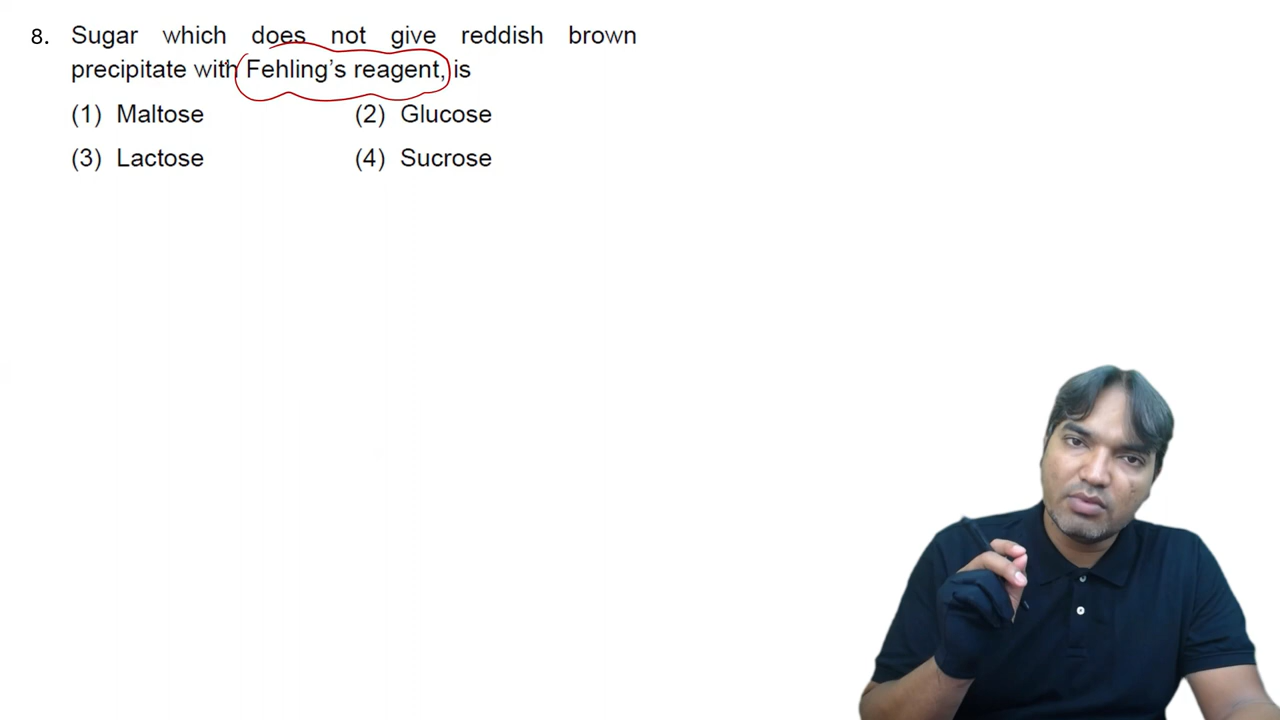 8. Sugar which does not give reddish brown
precipitate with Fehling's reagent, is
(1) Maltose (2) Glucose
(3) Lactose (4) Sucrose